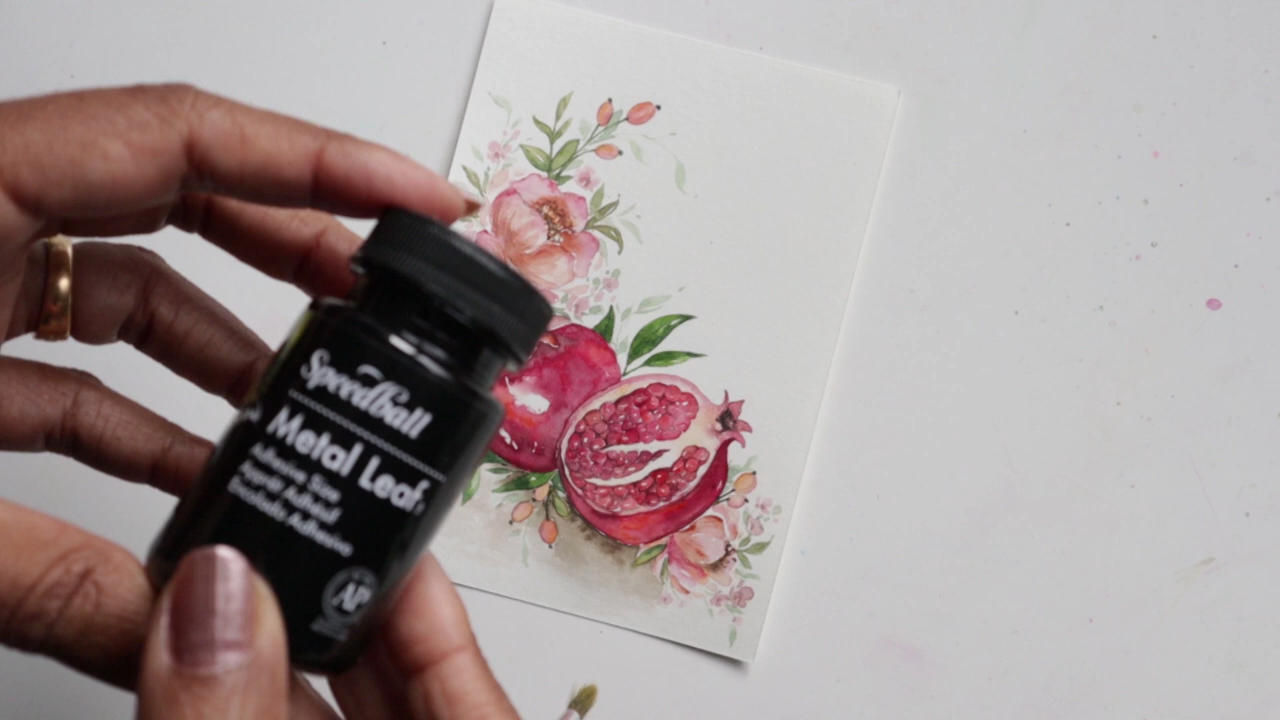 Speedball
Metal Leaf
Adhesive Size
Apprêt Adhésif
Encolado Adhesivo
AP